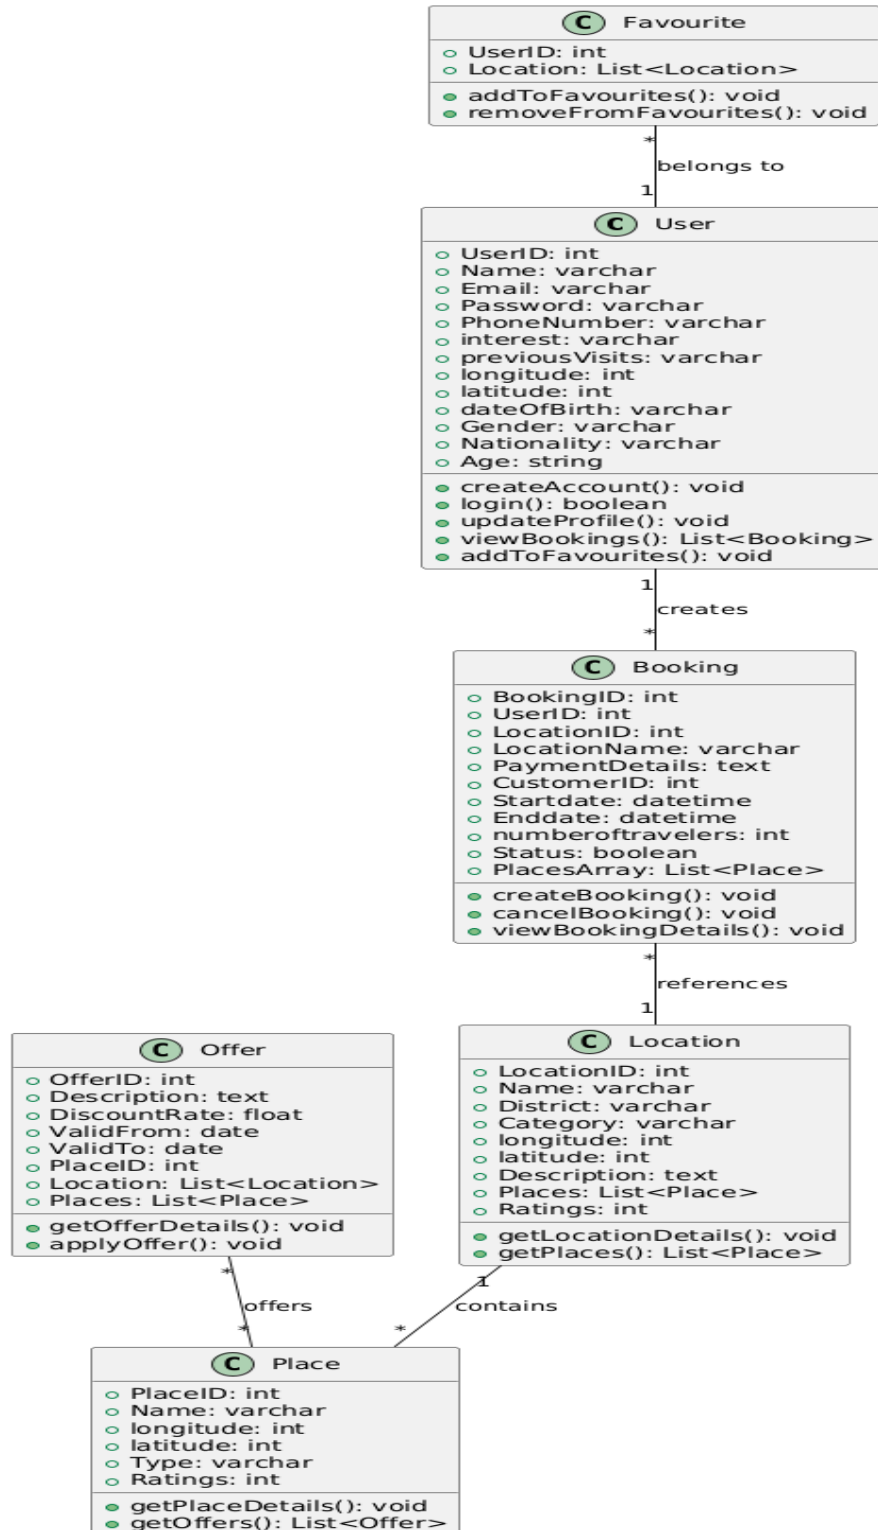 C Favourite
UserID: int
Location: List<Location>
addToFavourites(): void
removeFromFavourites(): void
*
belongs to
1
C User
UserID: int
Name: varchar
Email: varchar
Password: varchar
PhoneNumber: varchar
interest: varchar
previousVisits: varchar
longitude: int
latitude: int
dateOfBirth: varchar
Gender: varchar
Nationality: varchar
Age: string
createAccount(): void
login(): boolean
updateProfile(): void
viewBookings(): List<Booking>
addToFavourites(): void
1
creates
*
C Booking
BookingID: int
UserID: int
LocationID: int
LocationName: varchar
PaymentDetails: text
CustomerID: int
Startdate: datetime
Enddate: datetime
numberoftravelers: int
Status: boolean
PlacesArray: List<Place>
createBooking(): void
cancelBooking(): void
viewBookingDetails(): void
*
references
1
C Offer
OfferID: int
Description: text
DiscountRate: float
ValidFrom: date
ValidTo: date
PlaceID: int
Location: List<Location>
Places: List<Place>
getOfferDetails(): void
applyOffer(): void
C Location
LocationID: int
Name: varchar
District: varchar
Category: varchar
longitude: int
latitude: int
Description: text
Places: List<Place>
Ratings: int
getLocationDetails(): void
getPlaces(): List<Place>
*
offers
*
1
contains
*
C Place
PlaceID: int
Name: varchar
longitude: int
latitude: int
Type: varchar
Ratings: int
getPlaceDetails(): void
getOffers(): List<Offer>